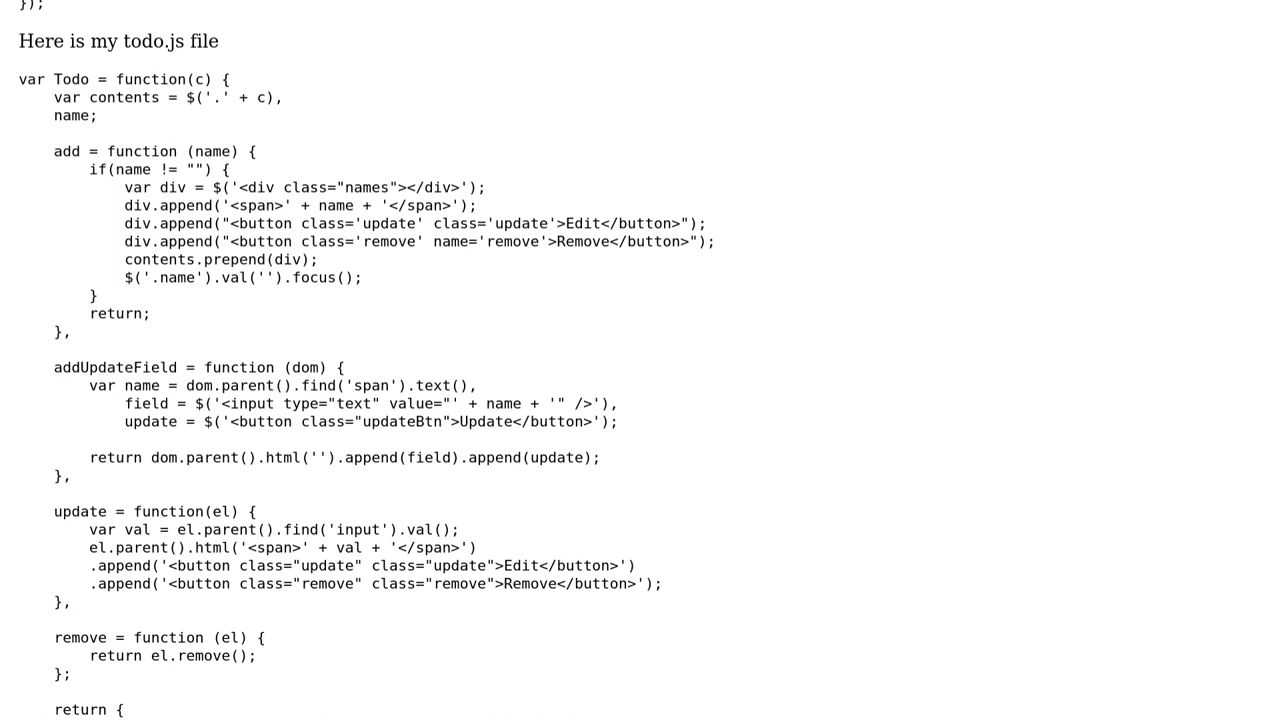 });
Here is my todo.js file
var Todo = function(c) {
    var contents = $('.' + c),
    name;

    add = function (name) {
        if(name != "") {
            var div = $('<div class="names"></div>');
            div.append('<span>' + name + '</span>');
            div.append("<button class='update' class='update'>Edit</button>");
            div.append("<button class='remove' name='remove'>Remove</button>");
            contents.prepend(div);
            $('.name').val('').focus();
        }
        return;
    },

    addUpdateField = function (dom) {
        var name = dom.parent().find('span').text(),
            field = $('<input type="text" value="' + name + '" />'),
            update = $('<button class="updateBtn">Update</button>');

        return dom.parent().html('').append(field).append(update);
    },

    update = function(el) {
        var val = el.parent().find('input').val();
        el.parent().html('<span>' + val + '</span>')
        .append('<button class="update" class="update">Edit</button>')
        .append('<button class="remove" class="remove">Remove</button>');
    },

    remove = function (el) {
        return el.remove();
    };

    return {